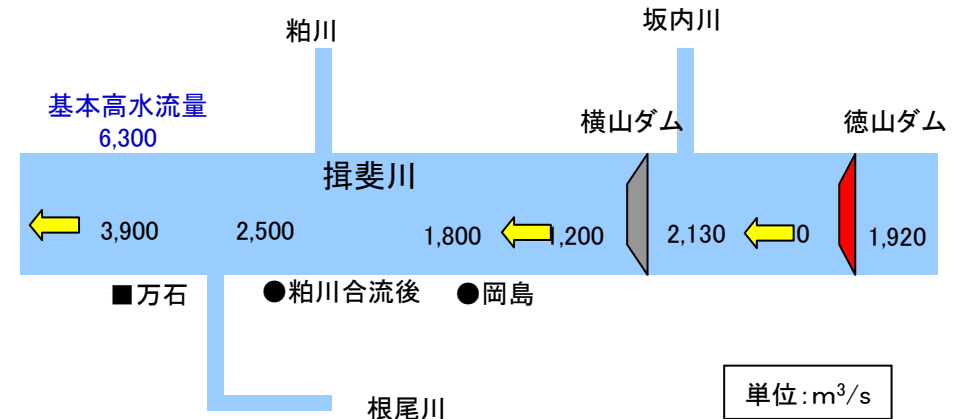 坂内川
粕川
基本高水流量
6,300
横山ダム
徳山ダム
揖斐川
3,900
2,500
1,800
1,200
2,130
0
1,920
■万石
●粕川合流後
●岡島
単位:m³/s
根尾川